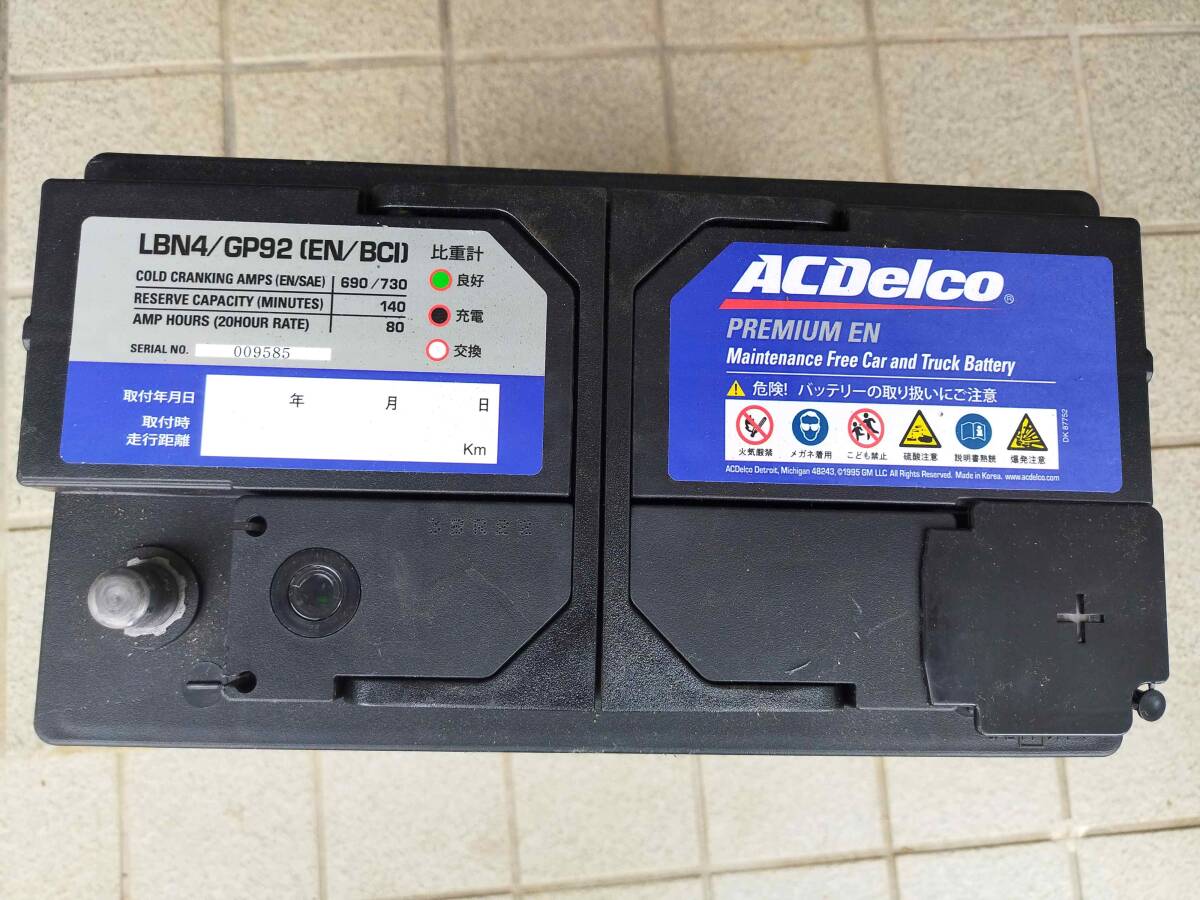 LBN4/GP92 (EN/BCI)
COLD CRANKING AMPS (EN/SAE) 690/730
RESERVE CAPACITY (MINUTES) 140
AMP HOURS (20HOUR RATE) 80
SERIAL NO. 009585
比重計
良好
充電
交換
取付年月日 年 月 日
取付時
走行距離 Km
ACDelco®
PREMIUM EN
Maintenance Free Car and Truck Battery
危険! バッテリーの取り扱いにご注意
火気厳禁 メガネ着用 こども禁止 硫酸注意 説明書熟読 爆発注意
DK 87752
ACDelco Detroit, Michigan 48243, ©1995 GM LLC All Rights Reserved. Made in Korea. www.acdelco.com
+